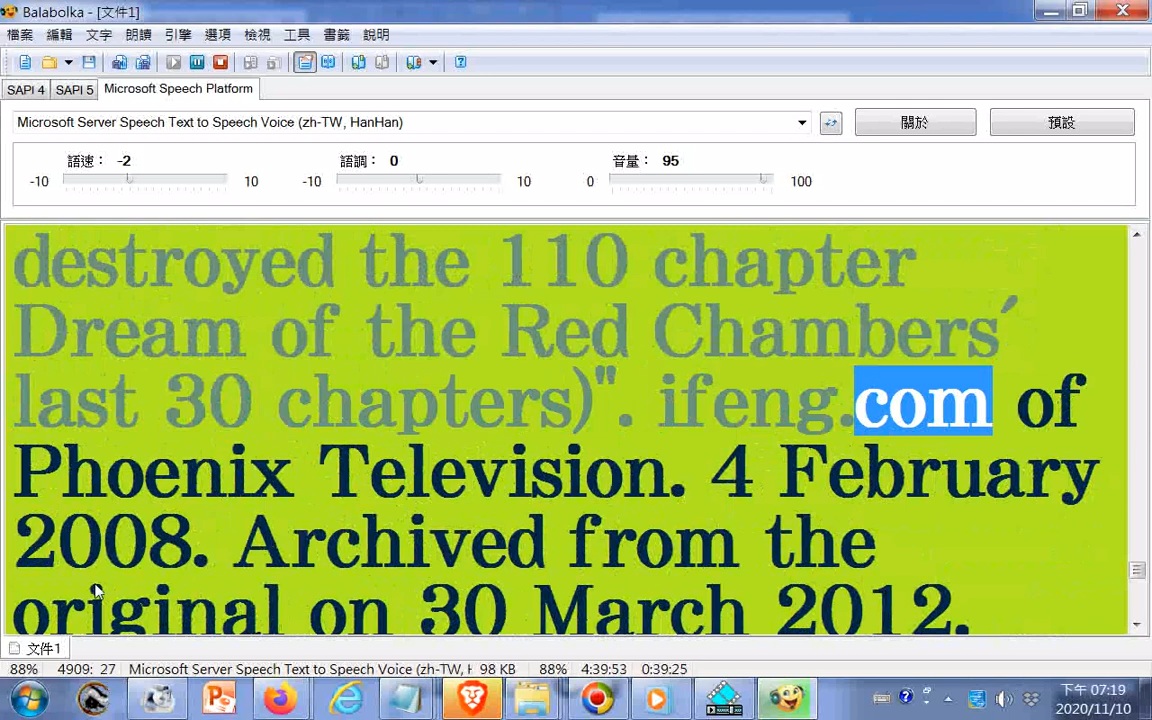 Balabolka - [文件1]
檔案 編輯 文字 朗讀 引擎 選項 檢視 工具 書籤 說明
SAPI 4 SAPI 5 Microsoft Speech Platform
Microsoft Server Speech Text to Speech Voice (zh-TW, HanHan) 關於 預設
語速： -2 語調： 0 音量： 95
-10 10 -10 10 0 100
destroyed the 110 chapter
Dream of the Red Chambers´
last 30 chapters)". ifeng.com of
Phoenix Television. 4 February
2008. Archived from the
original on 30 March 2012.
文件1
88% 4909: 27 Microsoft Server Speech Text to Speech Voice (zh-TW, H 98 KB 88% 4:39:53 0:39:25
下午 07:19
2020/11/10